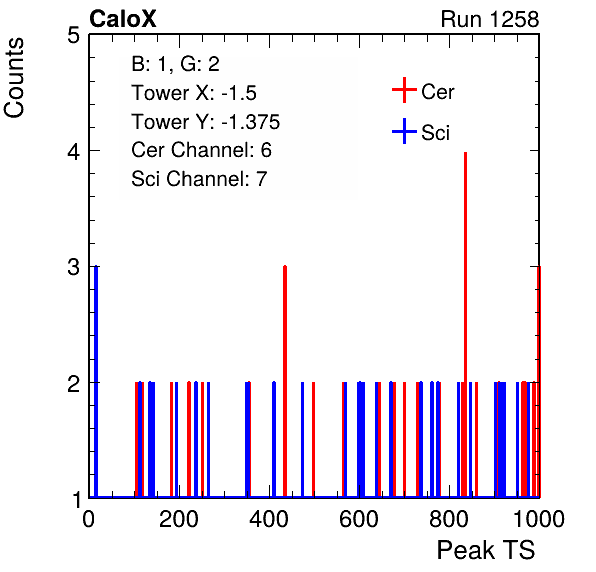 CaloX Run 1258
Counts
5
4
3
2
1
B: 1, G: 2
Tower X: -1.5
Tower Y: -1.375
Cer Channel: 6
Sci Channel: 7
Cer
Sci
0 200 400 600 800 1000
Peak TS